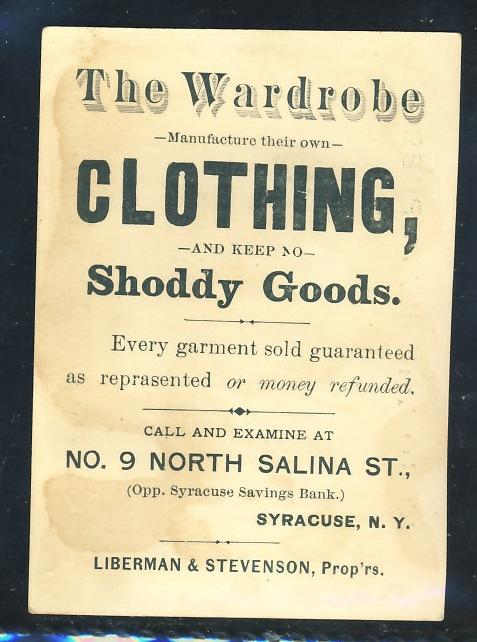 The Wardrobe
—Manufacture their own—
CLOTHING,
—AND KEEP NO—
Shoddy Goods.
Every garment sold guaranteed
as reprasented or money refunded.
CALL AND EXAMINE AT
NO. 9 NORTH SALINA ST.,
(Opp. Syracuse Savings Bank.)
SYRACUSE, N. Y.
LIBERMAN & STEVENSON, Prop'rs.